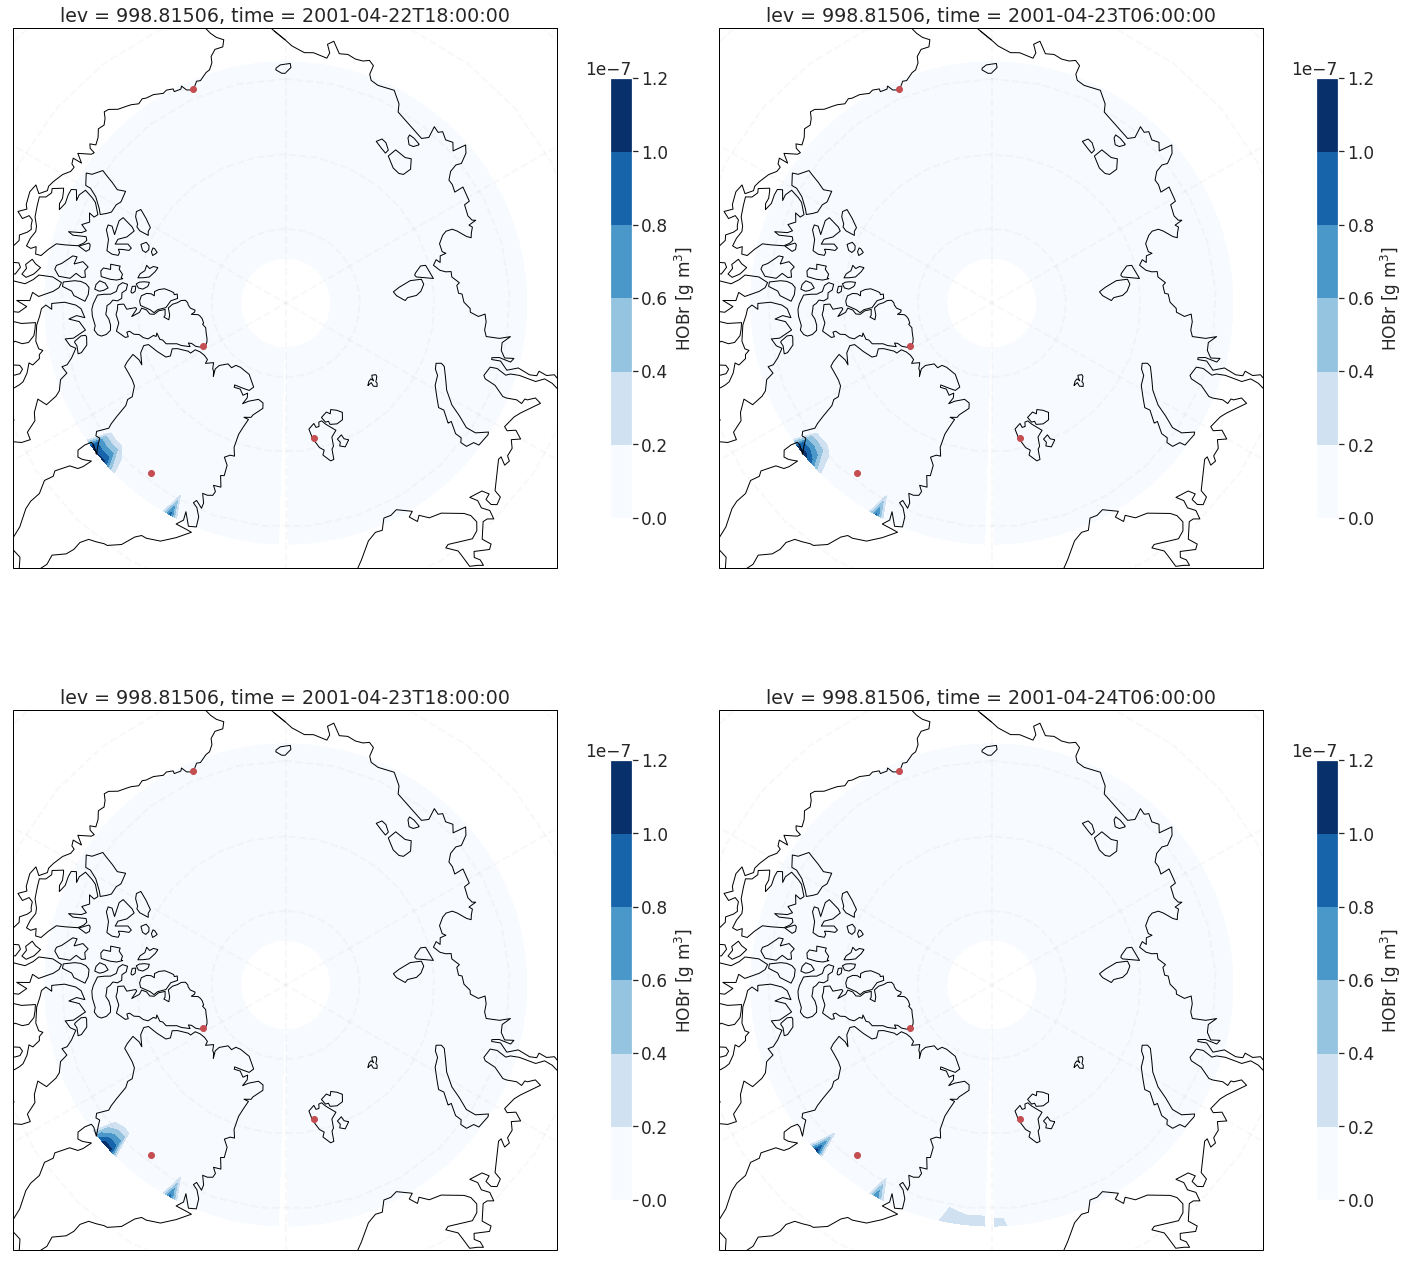 lev = 998.81506, time = 2001-04-22T18:00:00
1e−7
1.2
1.0
0.8
0.6
0.4
0.2
0.0
HOBr [g m³]
lev = 998.81506, time = 2001-04-23T06:00:00
1e−7
1.2
1.0
0.8
0.6
0.4
0.2
0.0
HOBr [g m³]
lev = 998.81506, time = 2001-04-23T18:00:00
1e−7
1.2
1.0
0.8
0.6
0.4
0.2
0.0
HOBr [g m³]
lev = 998.81506, time = 2001-04-24T06:00:00
1e−7
1.2
1.0
0.8
0.6
0.4
0.2
0.0
HOBr [g m³]